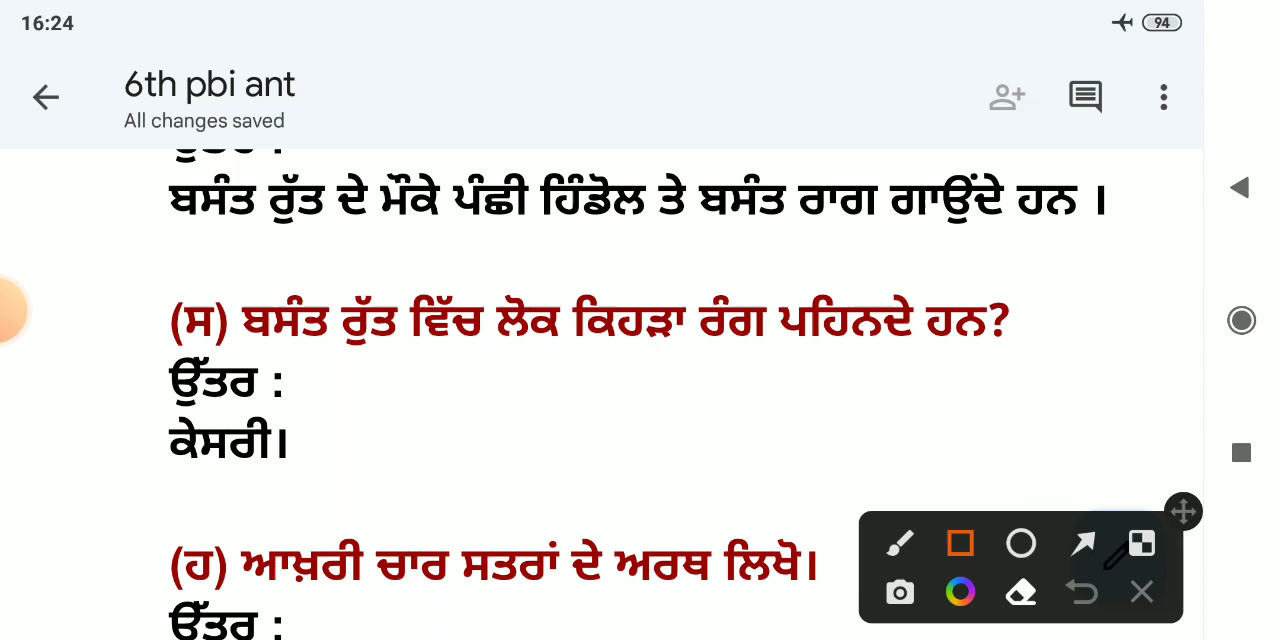 16:24
94
6th pbi ant
All changes saved
ਉੱਤਰ :
ਬਸੰਤ ਰੁੱਤ ਦੇ ਮੌਕੇ ਪੰਛੀ ਹਿੰਡੋਲ ਤੇ ਬਸੰਤ ਰਾਗ ਗਾਉਂਦੇ ਹਨ ।
(ਸ) ਬਸੰਤ ਰੁੱਤ ਵਿੱਚ ਲੋਕ ਕਿਹੜਾ ਰੰਗ ਪਹਿਨਦੇ ਹਨ?
ਉੱਤਰ :
ਕੇਸਰੀ।
(ਹ) ਆਖ਼ਰੀ ਚਾਰ ਸਤਰਾਂ ਦੇ ਅਰਥ ਲਿਖੋ।
ਉੱਤਰ :